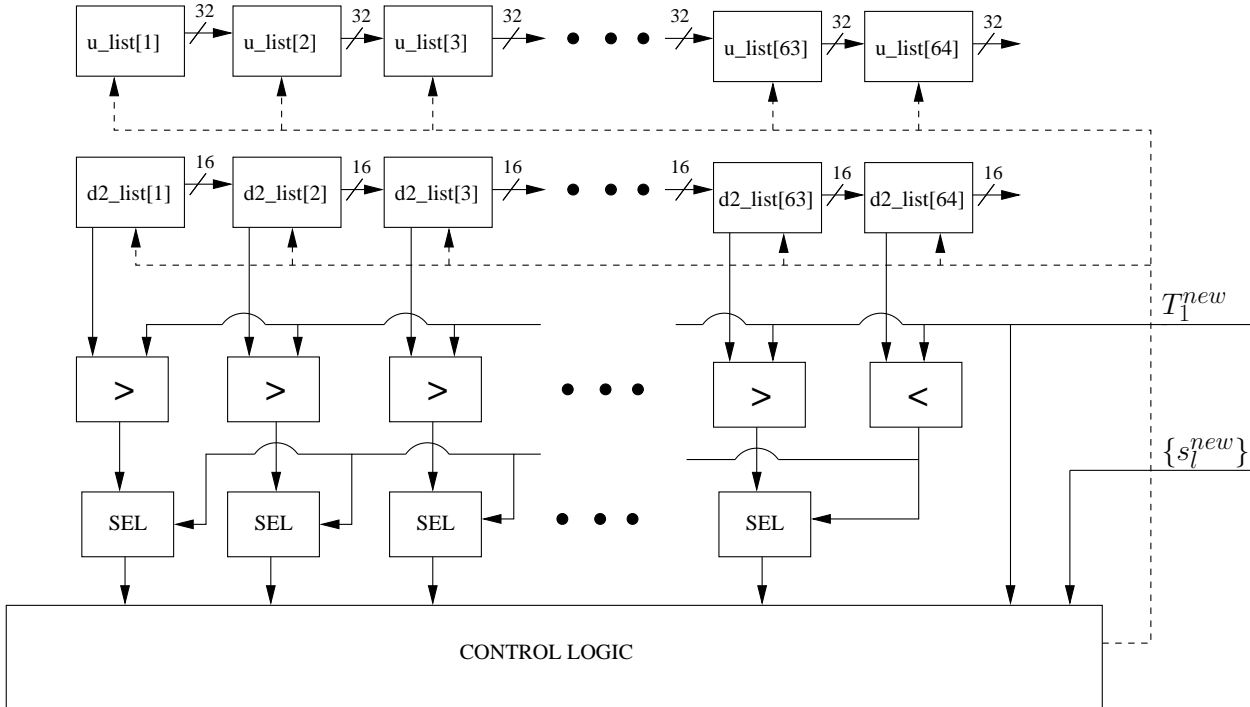 32 32 32 32 32 32
u_list[1] u_list[2] u_list[3] u_list[63] u_list[64]
16 16 16 16 16 16
d2_list[1] d2_list[2] d2_list[3] d2_list[63] d2_list[64]
T_1^{new}
> > > > <
{s_l^{new}}
SEL SEL SEL SEL
CONTROL LOGIC